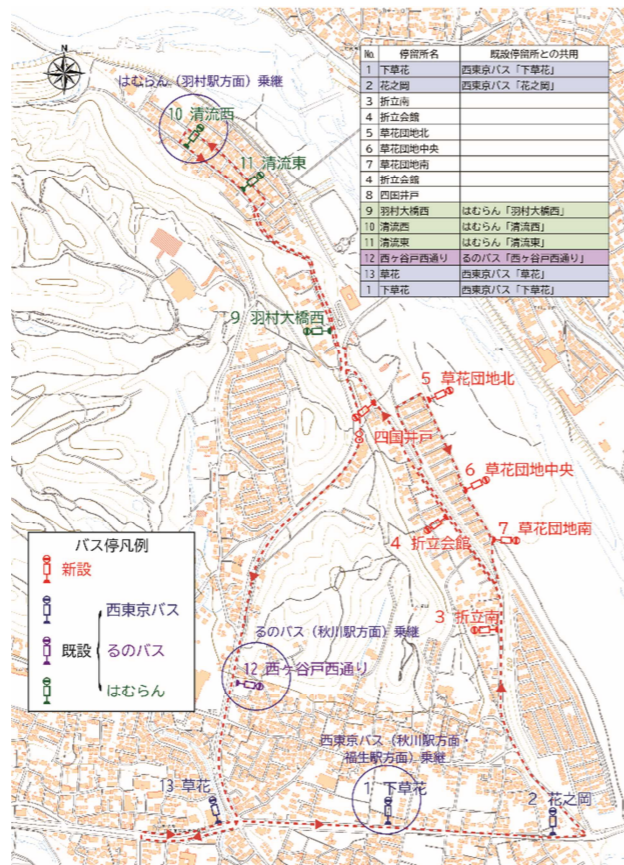 N
はむらん（羽村駅方面）乗継
10 清流西
11 清流東
No. 停留所名 既設停留所との共用
1 下草花 西東京バス「下草花」
2 花之岡 西東京バス「花之岡」
3 折立南
4 折立会館
5 草花団地北
6 草花団地中央
7 草花団地南
4 折立会館
8 四国井戸
9 羽村大橋西 はむらん「羽村大橋西」
10 清流西 はむらん「清流西」
11 清流東 はむらん「清流東」
12 西ヶ谷戸西通り るのバス「西ヶ谷戸西通り」
13 草花 西東京バス「草花」
1 下草花 西東京バス「下草花」
9 羽村大橋西
5 草花団地北
8 四国井戸
6 草花団地中央
4 折立会館
7 草花団地南
3 折立南
バス停凡例
新設
西東京バス
既設 るのバス
はむらん
るのバス（秋川駅方面）乗継
12 西ヶ谷戸西通り
西東京バス（秋川駅方面・
福生駅方面）乗継
13 草花
1 下草花
2 花之岡